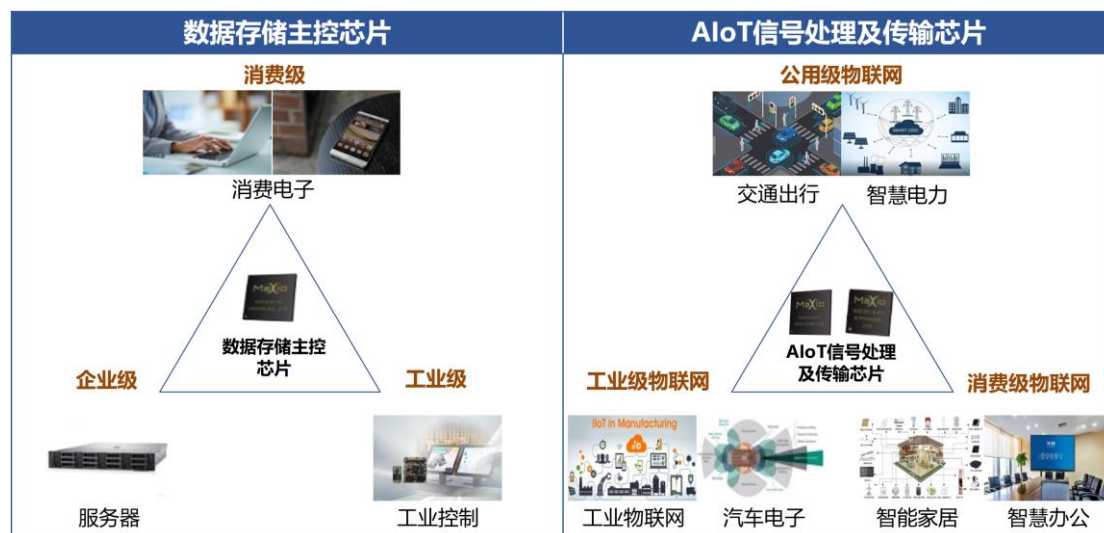 数据存储主控芯片
消费级
消费电子
MaXio
数据存储主控
芯片
企业级
工业级
服务器
工业控制
AIoT信号处理及传输芯片
公用级物联网
SMART GRID
交通出行
智慧电力
MaXio
MaXio
AIoT信号处理
及传输芯片
工业级物联网
消费级物联网
IIoT in Manufacturing
工业物联网
汽车电子
智能家居
智慧办公